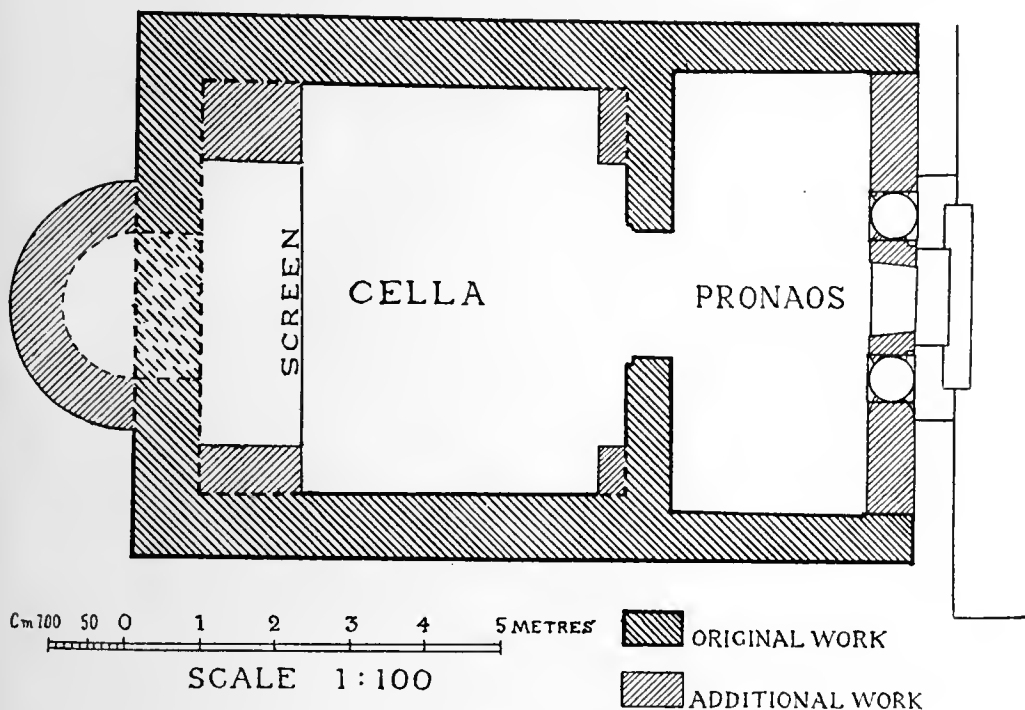 SCREEN
CELLA
PRONAOS
Cm 100 50 0 1 2 3 4 5 METRES
SCALE 1:100
ORIGINAL WORK
ADDITIONAL WORK